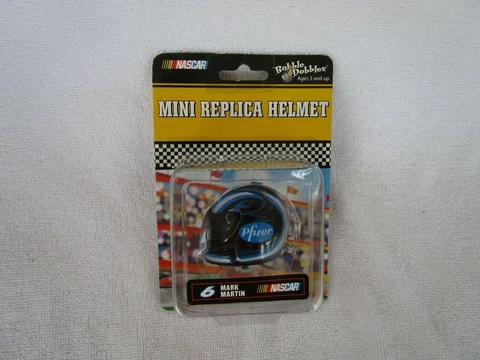 NASCAR
Bobble Dobbles
Ages 3 and up
MINI REPLICA HELMET
Pfizer
6 MARK MARTIN NASCAR